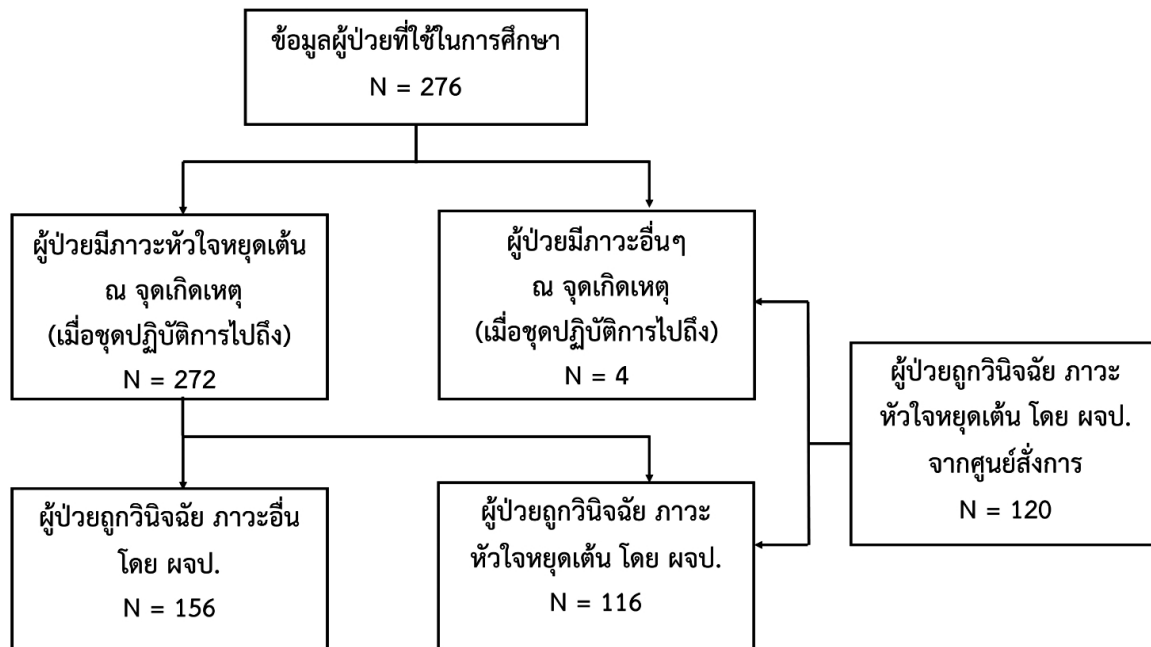 ข้อมูลผู้ป่วยที่ใช้ในการศึกษา
N = 276
ผู้ป่วยมีภาวะหัวใจหยุดเต้น
ณ จุดเกิดเหตุ
(เมื่อชุดปฏิบัติการไปถึง)
N = 272
ผู้ป่วยมีภาวะอื่นๆ
ณ จุดเกิดเหตุ
(เมื่อชุดปฏิบัติการไปถึง)
N = 4
ผู้ป่วยถูกวินิจฉัย ภาวะ
หัวใจหยุดเต้น โดย ผจป.
จากศูนย์สั่งการ
N = 120
ผู้ป่วยถูกวินิจฉัย ภาวะอื่น
โดย ผจป.
N = 156
ผู้ป่วยถูกวินิจฉัย ภาวะ
หัวใจหยุดเต้น โดย ผจป.
N = 116